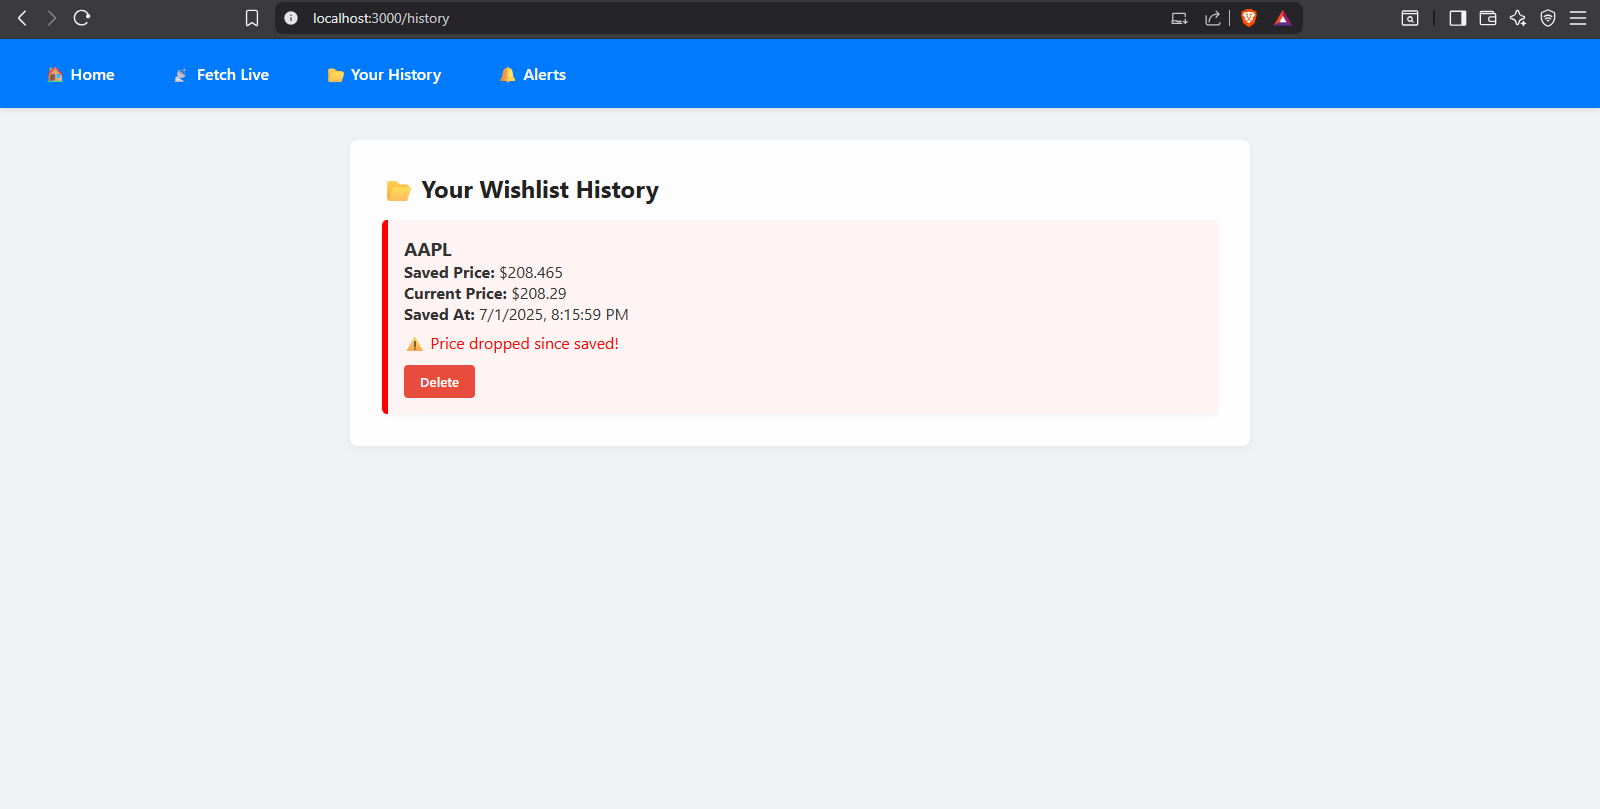 localhost:3000/history
Home
Fetch Live
Your History
Alerts
Your Wishlist History
AAPL
Saved Price: $208.465
Current Price: $208.29
Saved At: 7/1/2025, 8:15:59 PM
Price dropped since saved!
Delete